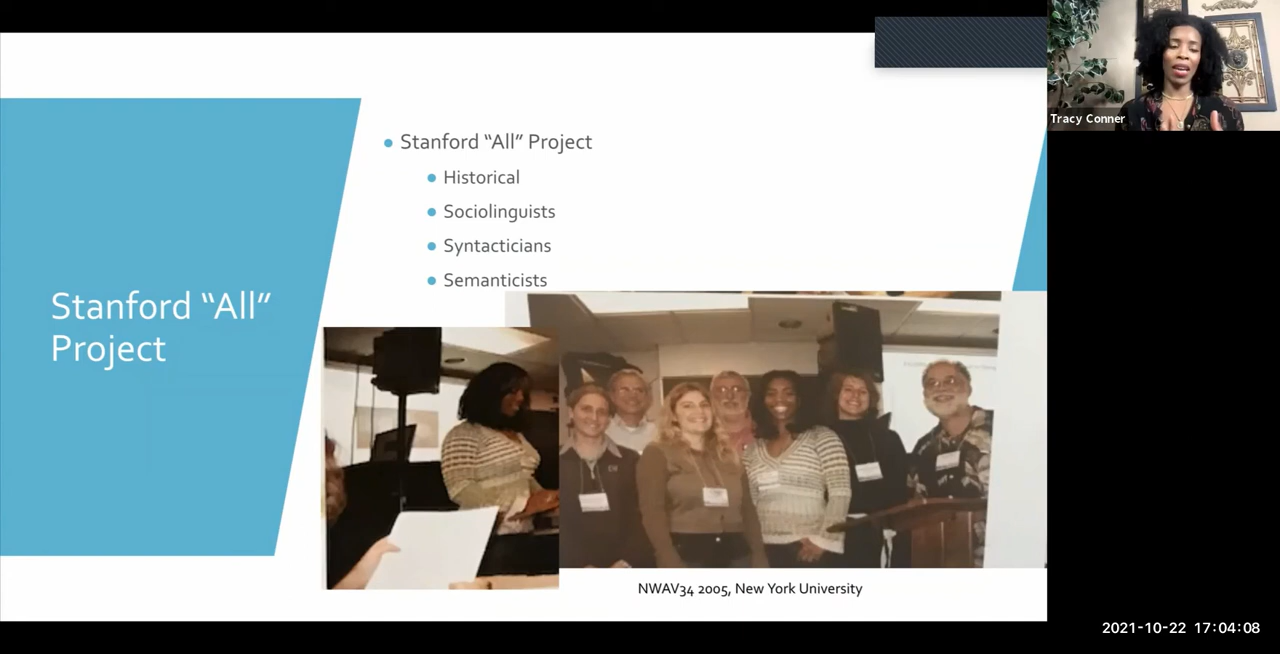 Tracy Conner
Stanford “All”
Project
Stanford “All” Project
Historical
Sociolinguists
Syntacticians
Semanticists
NWAV34 2005, New York University
2021-10-22 17:04:08